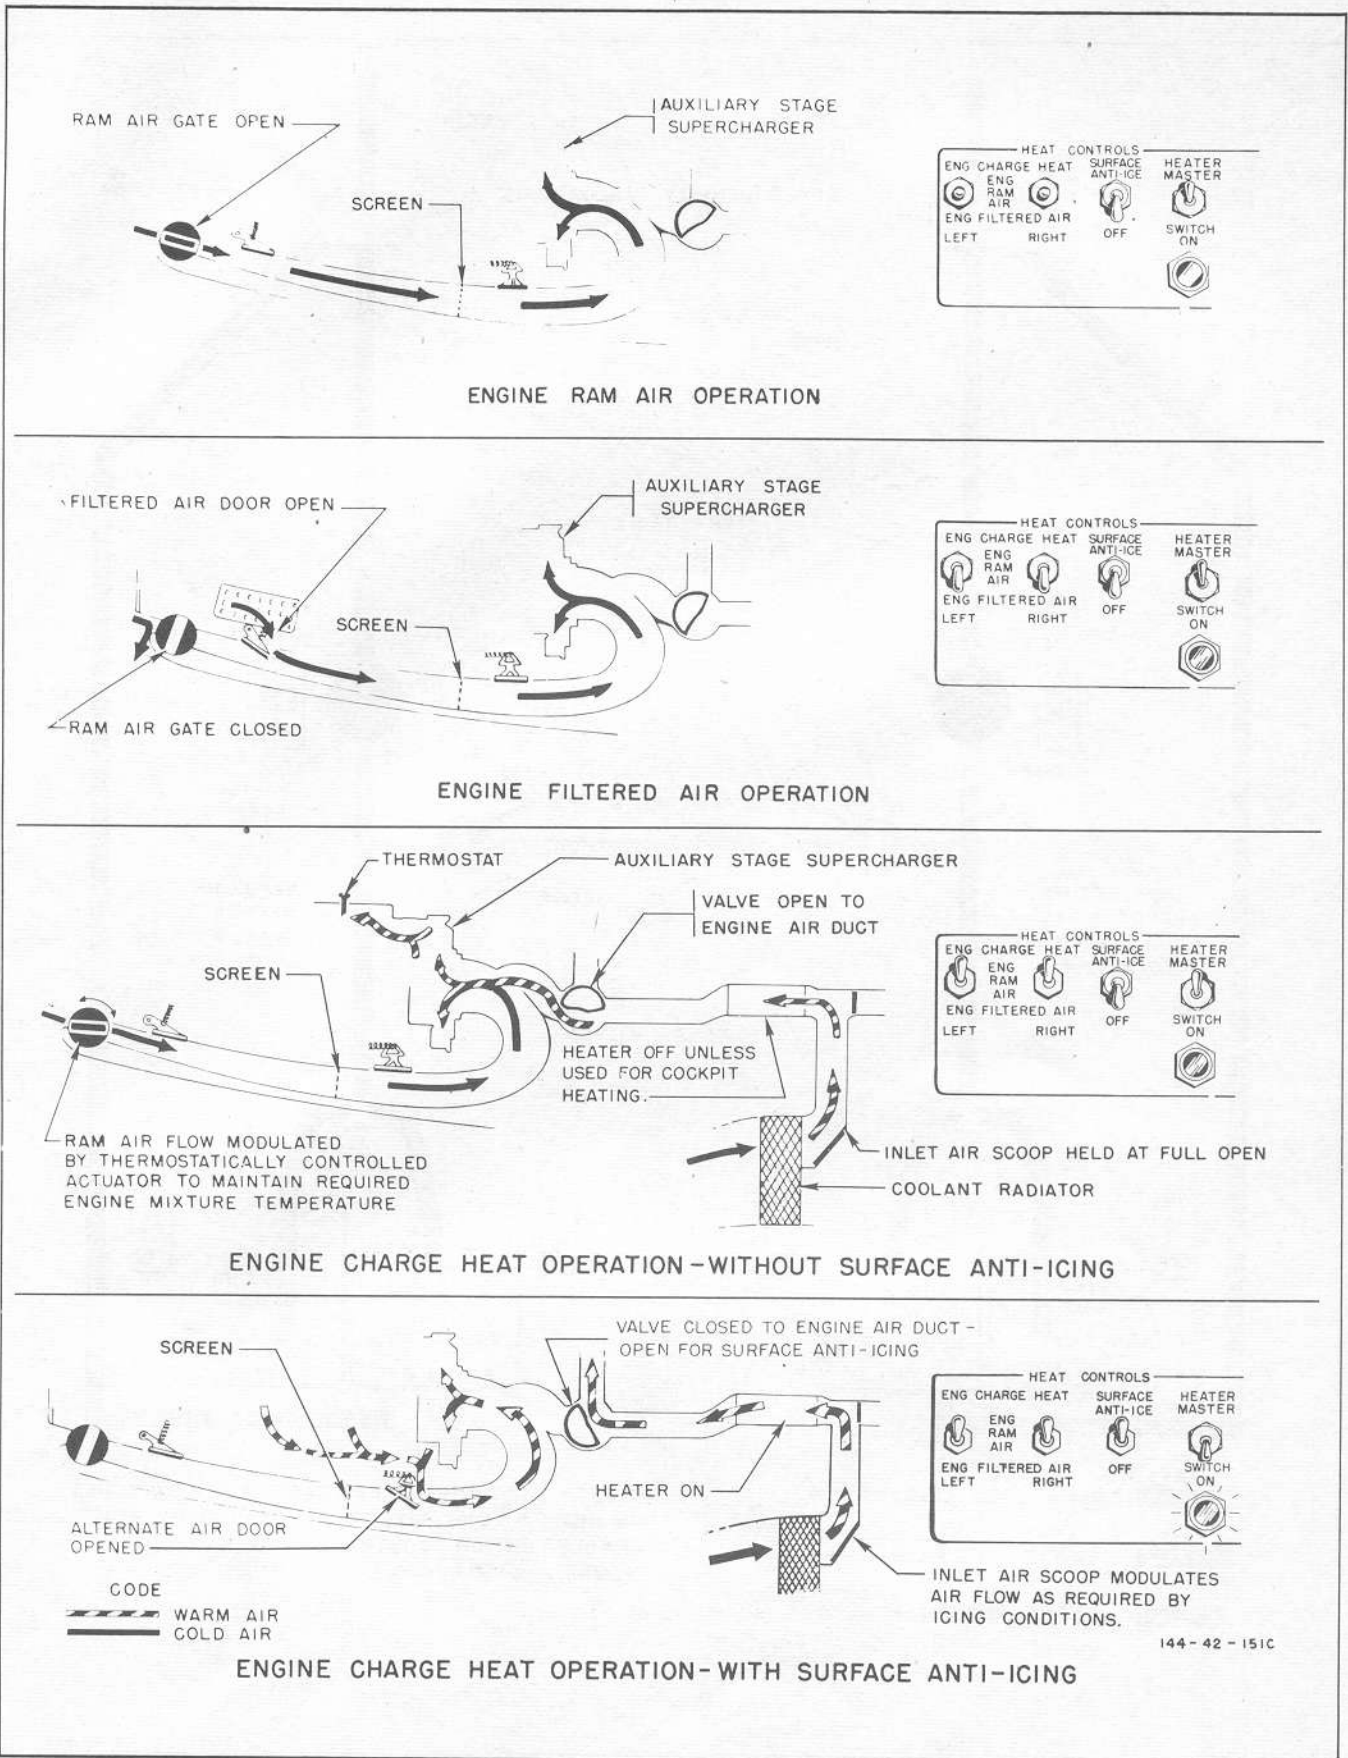 RAM AIR GATE OPEN
AUXILIARY STAGE
SUPERCHARGER
SCREEN
HEAT CONTROLS
ENG CHARGE HEAT
SURFACE
ANTI-ICE
HEATER
MASTER
ENG
RAM
AIR
ENG FILTERED AIR
LEFT
RIGHT
OFF
SWITCH
ON
ENGINE RAM AIR OPERATION
FILTERED AIR DOOR OPEN
AUXILIARY STAGE
SUPERCHARGER
SCREEN
RAM AIR GATE CLOSED
HEAT CONTROLS
ENG CHARGE HEAT
SURFACE
ANTI-ICE
HEATER
MASTER
ENG
RAM
AIR
ENG FILTERED AIR
LEFT
RIGHT
OFF
SWITCH
ON
ENGINE FILTERED AIR OPERATION
THERMOSTAT
AUXILIARY STAGE SUPERCHARGER
VALVE OPEN TO
ENGINE AIR DUCT
SCREEN
HEATER OFF UNLESS
USED FOR COCKPIT
HEATING.
RAM AIR FLOW MODULATED
BY THERMOSTATICALLY CONTROLLED
ACTUATOR TO MAINTAIN REQUIRED
ENGINE MIXTURE TEMPERATURE
INLET AIR SCOOP HELD AT FULL OPEN
COOLANT RADIATOR
HEAT CONTROLS
ENG CHARGE HEAT
SURFACE
ANTI-ICE
HEATER
MASTER
ENG
RAM
AIR
ENG FILTERED AIR
LEFT
RIGHT
OFF
SWITCH
ON
ENGINE CHARGE HEAT OPERATION-WITHOUT SURFACE ANTI-ICING
SCREEN
VALVE CLOSED TO ENGINE AIR DUCT-
OPEN FOR SURFACE ANTI-ICING
HEATER ON
ALTERNATE AIR DOOR
OPENED
HEAT CONTROLS
ENG CHARGE HEAT
SURFACE
ANTI-ICE
HEATER
MASTER
ENG
RAM
AIR
ENG FILTERED AIR
LEFT
RIGHT
OFF
SWITCH
ON
INLET AIR SCOOP MODULATES
AIR FLOW AS REQUIRED BY
ICING CONDITIONS.
CODE
WARM AIR
COLD AIR
144-42-151C
ENGINE CHARGE HEAT OPERATION-WITH SURFACE ANTI-ICING